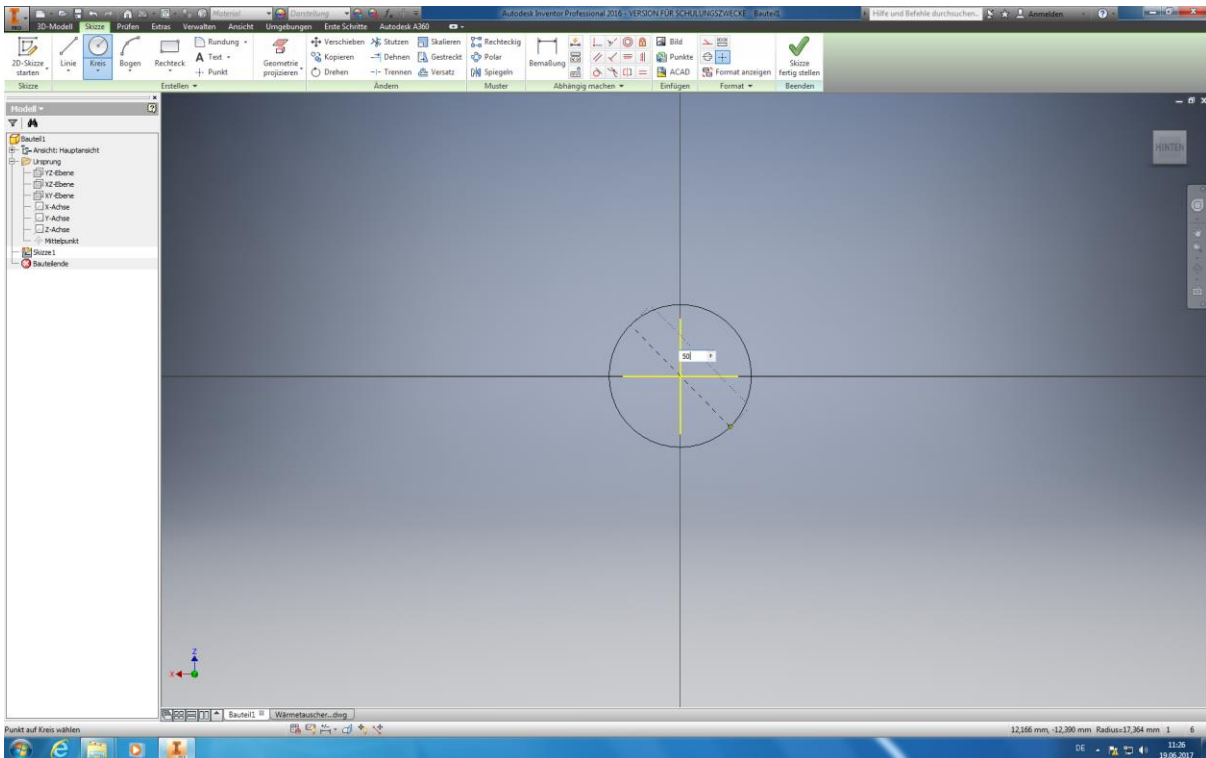 Material Darstellung Autodesk Inventor Professional 2016 - VERSION FÜR SCHULUNGSZWECKE Bauteil1 Hilfe und Befehle durchsuchen... Anmelden
3D-Modell Skizze Prüfen Extras Verwalten Ansicht Umgebungen Erste Schritte Autodesk A360
Rundung Verschieben Stutzen Skalieren Rechteckig Bild
2D-Skizze starten Linie Kreis Bogen Rechteck A Text Geometrie projizieren Kopieren Dehnen Gestreckt Polar Bemaßung Punkte Skizze fertig stellen
Punkt Drehen Trennen Versatz Spiegeln ACAD Format anzeigen
Skizze Erstellen Ändern Muster Abhängig machen Einfügen Format Beenden
Modell
Bauteil1
Ansicht: Hauptansicht
Ursprung
YZ-Ebene
XZ-Ebene
XY-Ebene
X-Achse
Y-Achse
Z-Achse
Mittelpunkt
Skizze1
Bauteilende
HINTEN
50
Z
X
Bauteil1 Wärmetauscher...dwg
Punkt auf Kreis wählen 12,166 mm, -12,390 mm Radius=17,364 mm 1 6
DE 11:26
19.06.2017